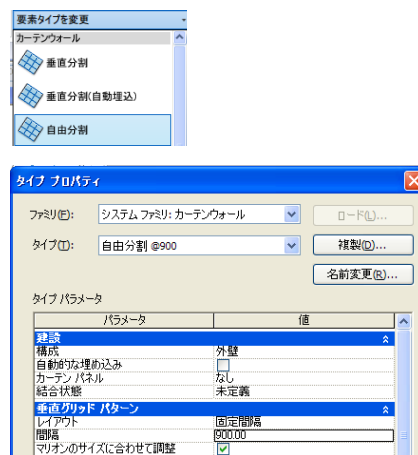 要素タイプを変更
カーテンウォール
垂直分割
垂直分割(自動埋込)
自由分割
タイプ プロパティ
ファミリ(F): システム ファミリ: カーテンウォール ロード(L)...
タイプ(T): 自由分割 @900 複製(D)...
名前変更(R)...
タイプ パラメータ
パラメータ 値
建設
構成 外壁
自動的な埋め込み
カーテン パネル なし
結合状態 未定義
垂直グリッド パターン
レイアウト 固定間隔
間隔 900.00
マリオンのサイズに合わせて調整